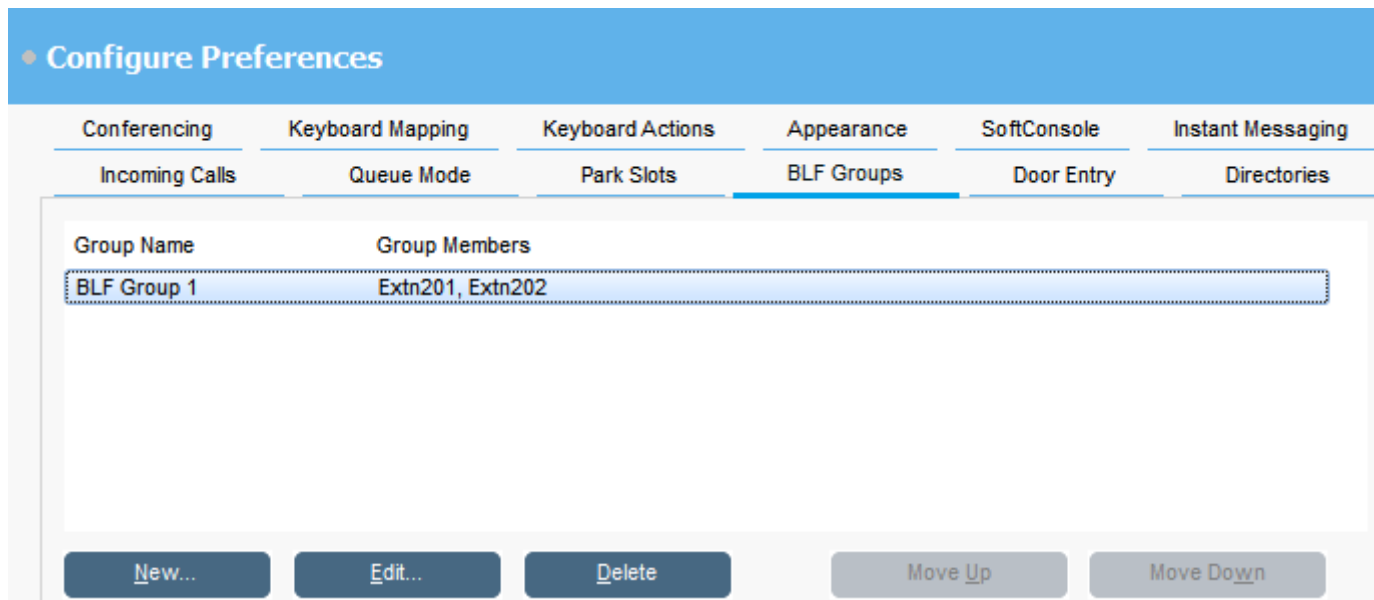 Configure Preferences
Conferencing Keyboard Mapping Keyboard Actions Appearance SoftConsole Instant Messaging
Incoming Calls Queue Mode Park Slots BLF Groups Door Entry Directories
Group Name Group Members
BLF Group 1 Extn201, Extn202
New... Edit... Delete Move Up Move Down